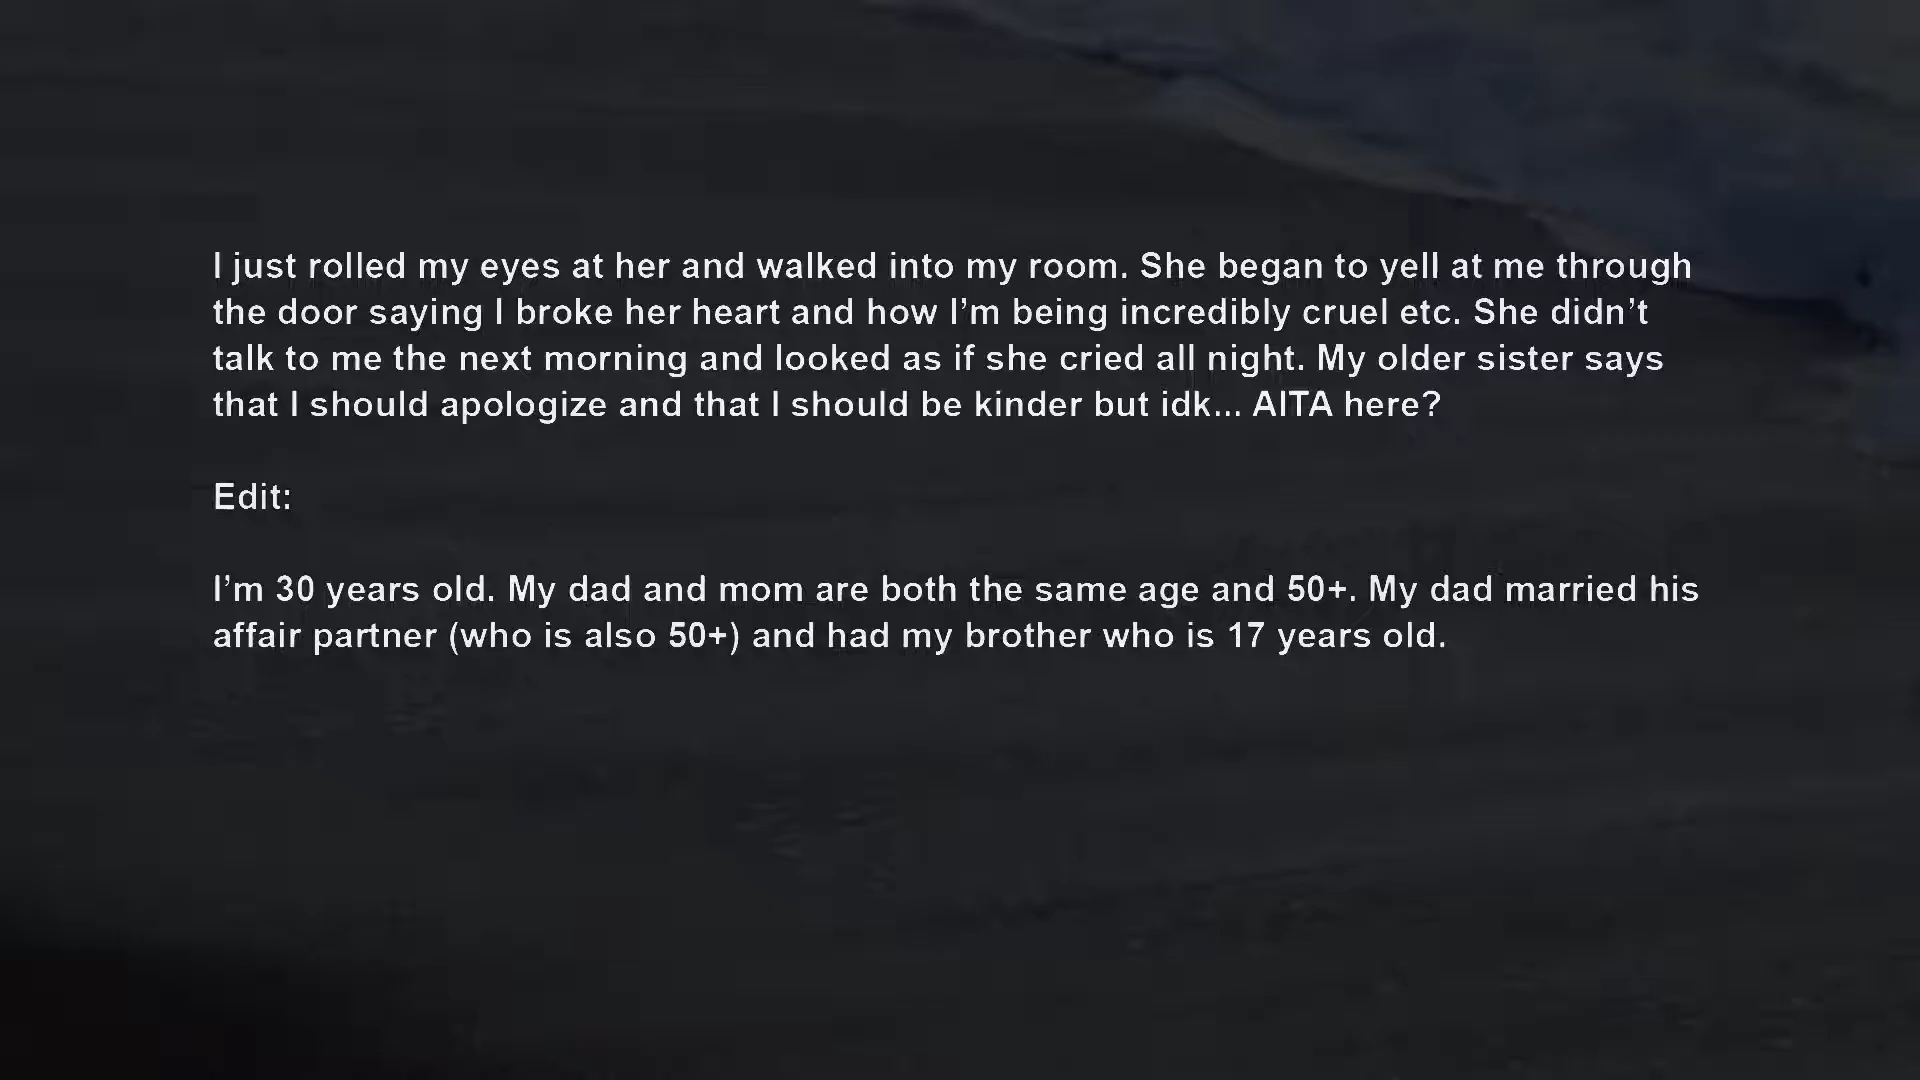 I just rolled my eyes at her and walked into my room. She began to yell at me through
the door saying I broke her heart and how I’m being incredibly cruel etc. She didn’t
talk to me the next morning and looked as if she cried all night. My older sister says
that I should apologize and that I should be kinder but idk... AITA here?
Edit:
I’m 30 years old. My dad and mom are both the same age and 50+. My dad married his
affair partner (who is also 50+) and had my brother who is 17 years old.